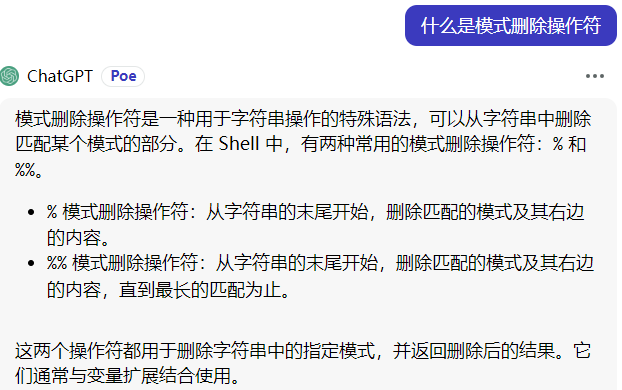 什么是模式删除操作符
ChatGPT Poe
模式删除操作符是一种用于字符串操作的特殊语法，可以从字符串中删除
匹配某个模式的部分。在 Shell 中，有两种常用的模式删除操作符：% 和
%%。
• % 模式删除操作符：从字符串的末尾开始，删除匹配的模式及其右边
的内容。
• %% 模式删除操作符：从字符串的末尾开始，删除匹配的模式及其右边
的内容，直到最长的匹配为止。
这两个操作符都用于删除字符串中的指定模式，并返回删除后的结果。它
们通常与变量扩展结合使用。